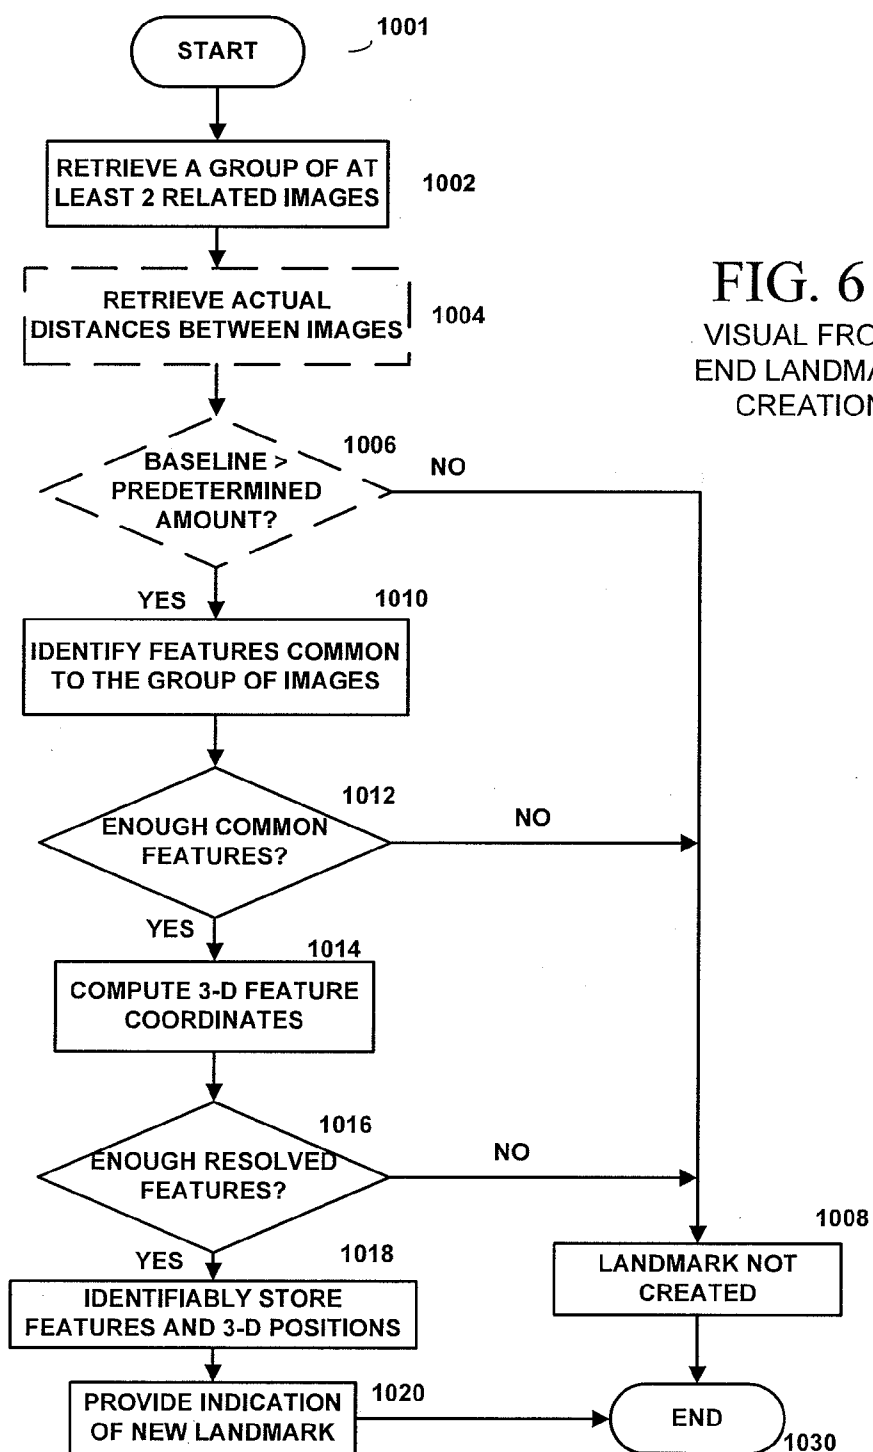 START
1001
RETRIEVE A GROUP OF AT
LEAST 2 RELATED IMAGES
1002
RETRIEVE ACTUAL
DISTANCES BETWEEN IMAGES
1004
FIG. 6
VISUAL FRO
END LANDMA
CREATION
1006
BASELINE >
PREDETERMINED
AMOUNT?
NO
YES
1010
IDENTIFY FEATURES COMMON
TO THE GROUP OF IMAGES
1012
ENOUGH COMMON
FEATURES?
NO
YES
1014
COMPUTE 3-D FEATURE
COORDINATES
1016
ENOUGH RESOLVED
FEATURES?
NO
YES
1018
IDENTIFIABLY STORE
FEATURES AND 3-D POSITIONS
1008
LANDMARK NOT
CREATED
1020
PROVIDE INDICATION
OF NEW LANDMARK
END
1030